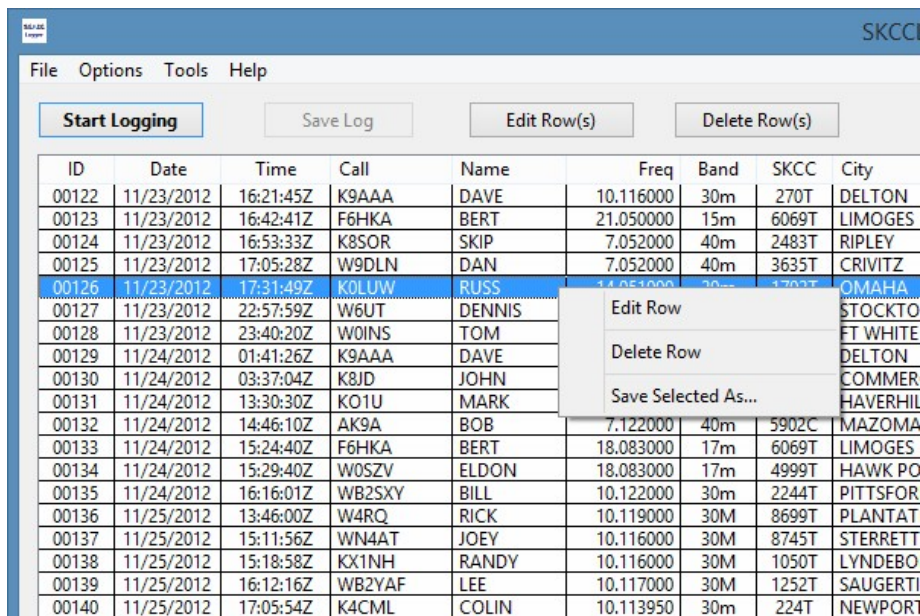 SKCC Logger
SKCCL
File Options Tools Help
Start Logging Save Log Edit Row(s) Delete Row(s)
ID Date Time Call Name Freq Band SKCC City
00122 11/23/2012 16:21:45Z K9AAA DAVE 10.116000 30m 270T DELTON
00123 11/23/2012 16:42:41Z F6HKA BERT 21.050000 15m 6069T LIMOGES
00124 11/23/2012 16:53:33Z K8SOR SKIP 7.052000 40m 2483T RIPLEY
00125 11/23/2012 17:05:28Z W9DLN DAN 7.052000 40m 3635T CRIVITZ
00126 11/23/2012 17:31:49Z K0LUW RUSS OMAHA
00127 11/23/2012 22:57:59Z W6UT DENNIS Edit Row STOCKTO
00128 11/23/2012 23:40:20Z W0INS TOM FT WHITE
00129 11/24/2012 01:41:26Z K9AAA DAVE Delete Row DELTON
00130 11/24/2012 03:37:04Z K8JD JOHN COMMER
00131 11/24/2012 13:30:30Z KO1U MARK Save Selected As... HAVERHIL
00132 11/24/2012 14:46:10Z AK9A BOB 7.122000 40m 5902C MAZOMA
00133 11/24/2012 15:24:40Z F6HKA BERT 18.083000 17m 6069T LIMOGES
00134 11/24/2012 15:29:40Z W0SZV ELDON 18.083000 17m 4999T HAWK PO
00135 11/24/2012 16:16:01Z WB2SXY BILL 10.122000 30m 2244T PITTSFOR
00136 11/25/2012 13:46:00Z W4RQ RICK 10.119000 30M 8699T PLANTAT
00137 11/25/2012 15:11:56Z WN4AT JOEY 10.116000 30M 8745T STERRETT
00138 11/25/2012 15:18:58Z KX1NH RANDY 10.116000 30M 1050T LYNDEBO
00139 11/25/2012 16:12:16Z WB2YAF LEE 10.117000 30M 1252T SAUGERTI
00140 11/25/2012 17:05:54Z K4CML COLIN 10.113950 30m 224T NEWPOR